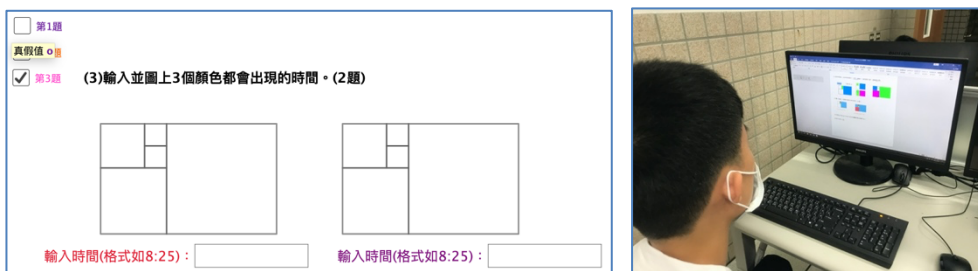 第1題
真假值 o
第3題 (3)輸入並圖上3個顏色都會出現的時間。(2題)
輸入時間(格式如8:25)： 輸入時間(格式如8:25)：